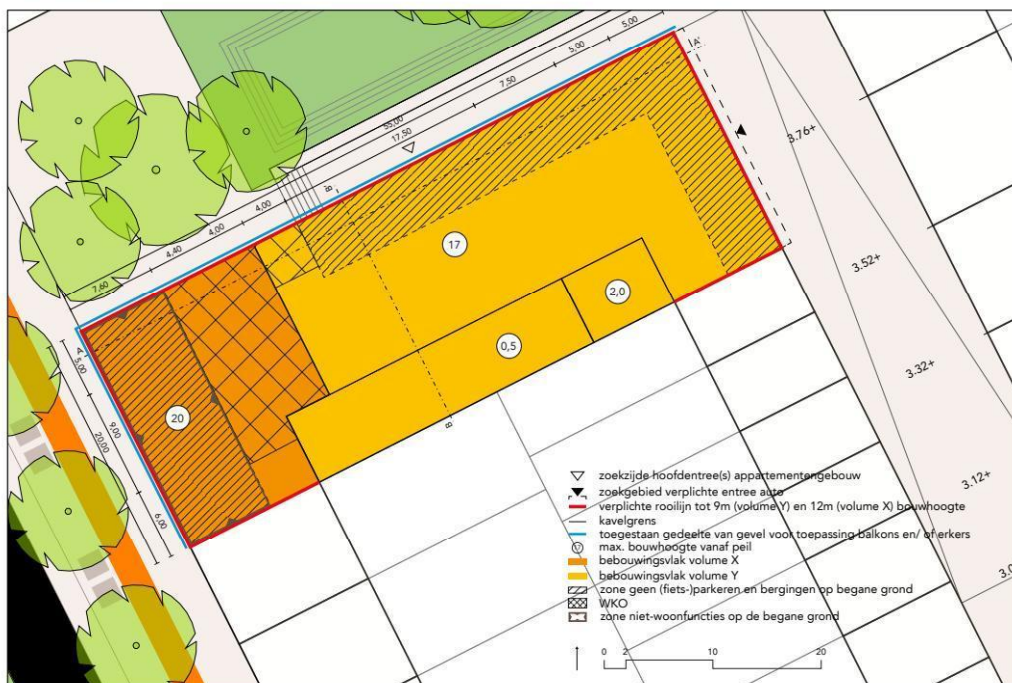 5,00
5,00
7,50
55,00
17,50
4,00
4,00
4,40
7,60
A'
3.76+
3.52+
3.32+
3.12+
3.0
B'
B
A
17
2,0
0,5
20
5,00
9,00
20,00
6,00
zoekzijde hoofdentree(s) appartementengebouw
zoekgebied verplichte entree auto
verplichte rooilijn tot 9m (volume Y) en 12m (volume X) bouwhoogte
kavelgrens
toegestaan gedeelte van gevel voor toepassing balkons en/ of erkers
max. bouwhoogte vanaf peil
bebouwingsvlak volume X
bebouwingsvlak volume Y
zone geen (fiets-)parkeren en bergingen op begane grond
WKO
zone niet-woonfuncties op de begane grond
0 2 10 20